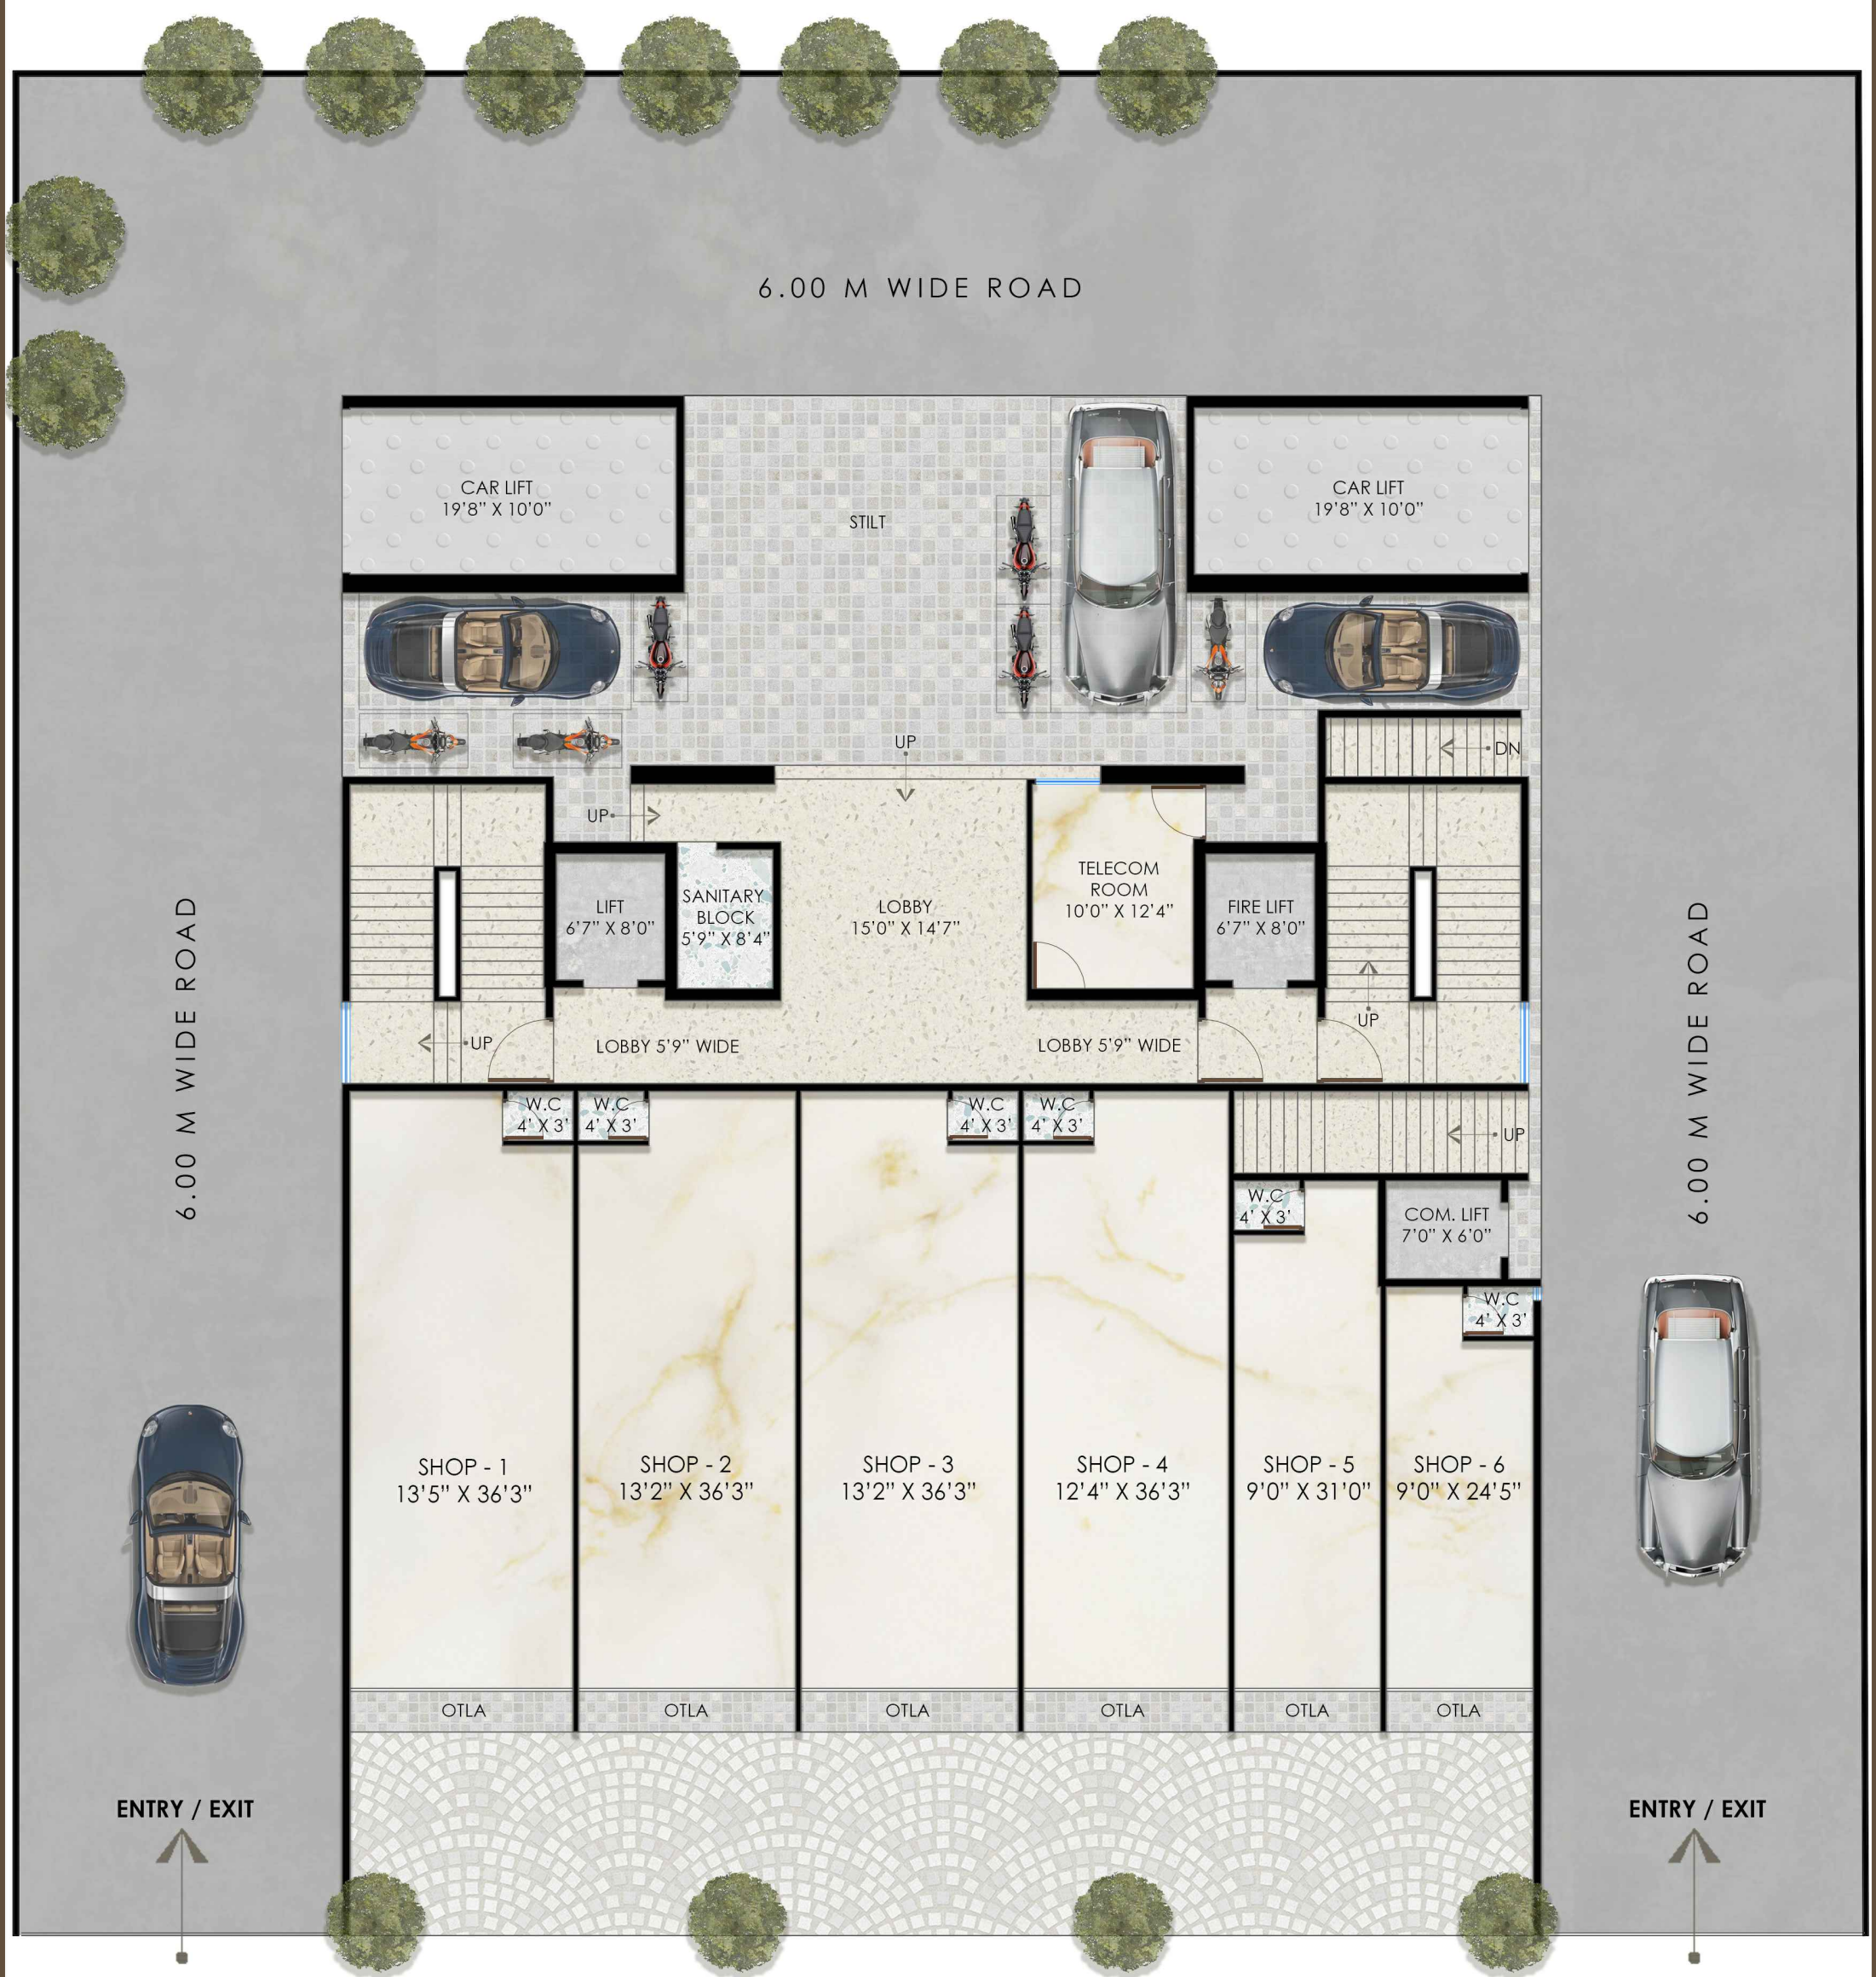 6.00 M WIDE ROAD
CAR LIFT
19'8" X 10'0"
STILT
CAR LIFT
19'8" X 10'0"
UP
DN
UP
TELECOM
ROOM
10'0" X 12'4"
LIFT
6'7" X 8'0"
SANITARY
BLOCK
5'9" X 8'4"
LOBBY
15'0" X 14'7"
FIRE LIFT
6'7" X 8'0"
UP
LOBBY 5'9" WIDE
LOBBY 5'9" WIDE
UP
6.00 M WIDE ROAD
6.00 M WIDE ROAD
W.C
4' X 3'
W.C
4' X 3'
W.C
4' X 3'
W.C
4' X 3'
UP
W.C
4' X 3'
COM. LIFT
7'0" X 6'0"
W.C
4' X 3'
SHOP - 1
13'5" X 36'3"
SHOP - 2
13'2" X 36'3"
SHOP - 3
13'2" X 36'3"
SHOP - 4
12'4" X 36'3"
SHOP - 5
9'0" X 31'0"
SHOP - 6
9'0" X 24'5"
OTLA
OTLA
OTLA
OTLA
OTLA
OTLA
ENTRY / EXIT
ENTRY / EXIT